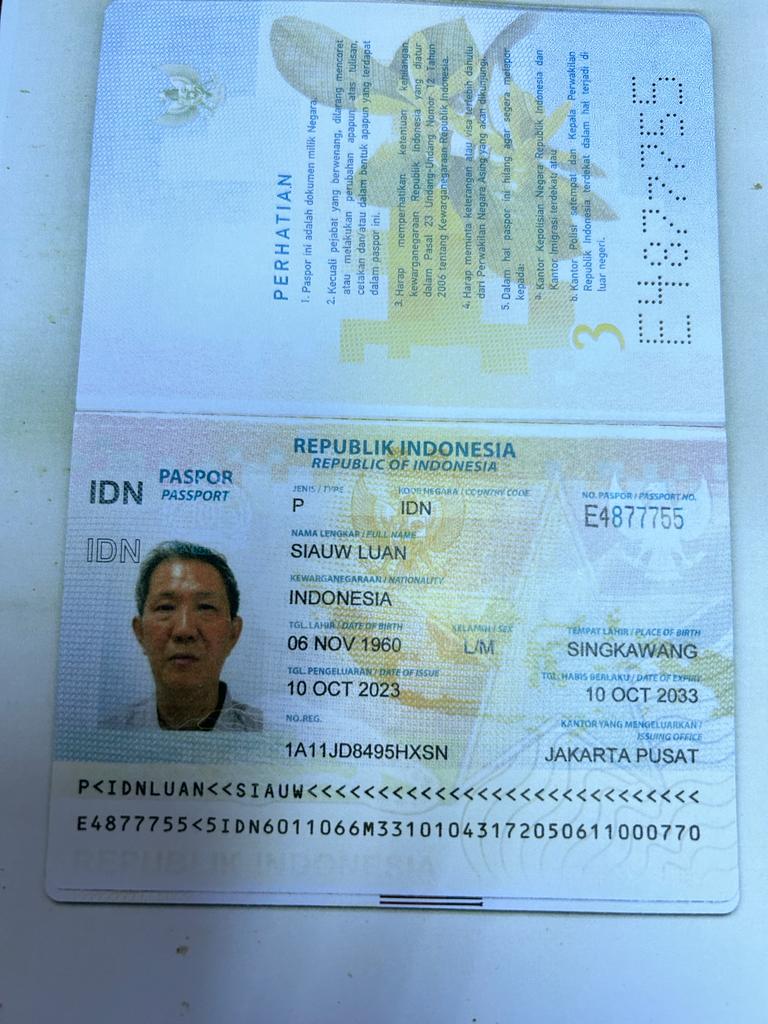 PERHATIAN
1. Paspor ini adalah dokumen milik Negara.
2. Kecuali pejabat yang berwenang, dilarang mencoret
atau melakukan perubahan apapun atas tulisan,
cetakan dan/atau dalam bentuk apapun yang terdapat
dalam paspor ini.
3. Harap memperhatikan ketentuan kehilangan
kewarganegaraan Republik Indonesia yang diatur
dalam Pasal 23 Undang-Undang Nomor 12 Tahun
2006 tentang Kewarganegaraan Republik Indonesia.
4. Harap meminta keterangan atau visa terlebih dahulu
dari Perwakilan Negara Asing yang akan dikunjungi.
5. Dalam hal paspor ini hilang, agar segera melapor
kepada:
a. Kantor Kepolisian Negara Republik Indonesia dan
Kantor Imigrasi terdekat; atau
b. Kantor Polisi setempat dan Kepala Perwakilan
Republik Indonesia terdekat dalam hal terjadi di
luar negeri.
3
E4877755
REPUBLIK INDONESIA
REPUBLIC OF INDONESIA
IDN
PASPOR
PASSPORT
IDN
JENIS / TYPE KODE NEGARA / COUNTRY CODE NO. PASPOR / PASSPORT NO.
P IDN E4877755
NAMA LENGKAP / FULL NAME
SIAUW LUAN
KEWARGANEGARAAN / NATIONALITY
INDONESIA
TGL. LAHIR / DATE OF BIRTH KELAMIN / SEX TEMPAT LAHIR / PLACE OF BIRTH
06 NOV 1960 L/M SINGKAWANG
TGL. PENGELUARAN / DATE OF ISSUE TGL. HABIS BERLAKU / DATE OF EXPIRY
10 OCT 2023 10 OCT 2033
NO. REG. KANTOR YANG MENGELUARKAN /
ISSUING OFFICE
1A11JD8495HXSN JAKARTA PUSAT
P<IDNLUAN<<SIAUW<<<<<<<<<<<<<<<<<<<<<<<<<<<<
E4877755<5IDN6011066M3310104317205061100077​0
REPUBLIK INDONESIA